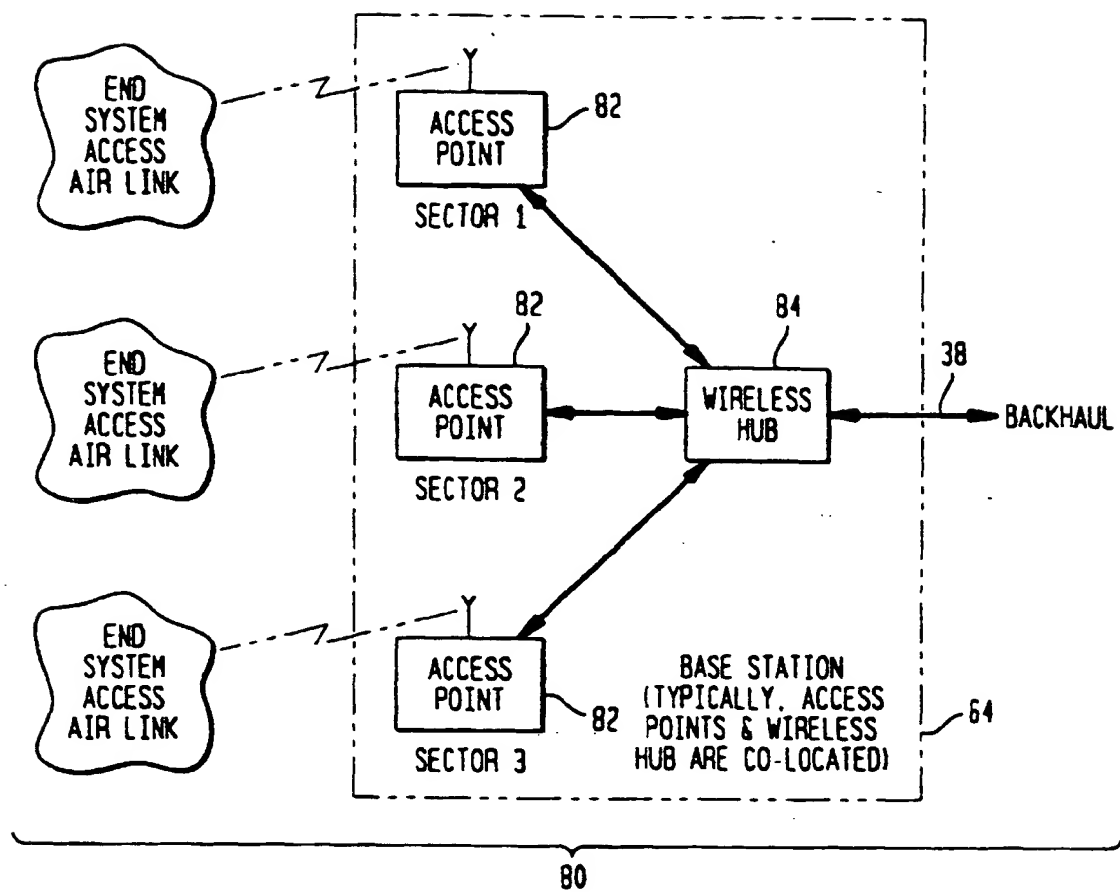 END
SYSTEM
ACCESS
AIR LINK
ACCESS
POINT
82
SECTOR 1
END
SYSTEM
ACCESS
AIR LINK
82
ACCESS
POINT
SECTOR 2
84
WIRELESS
HUB
38
BACKHAUL
END
SYSTEM
ACCESS
AIR LINK
ACCESS
POINT
82
SECTOR 3
BASE STATION
(TYPICALLY, ACCESS
POINTS & WIRELESS
HUB ARE CO-LOCATED)
64
80